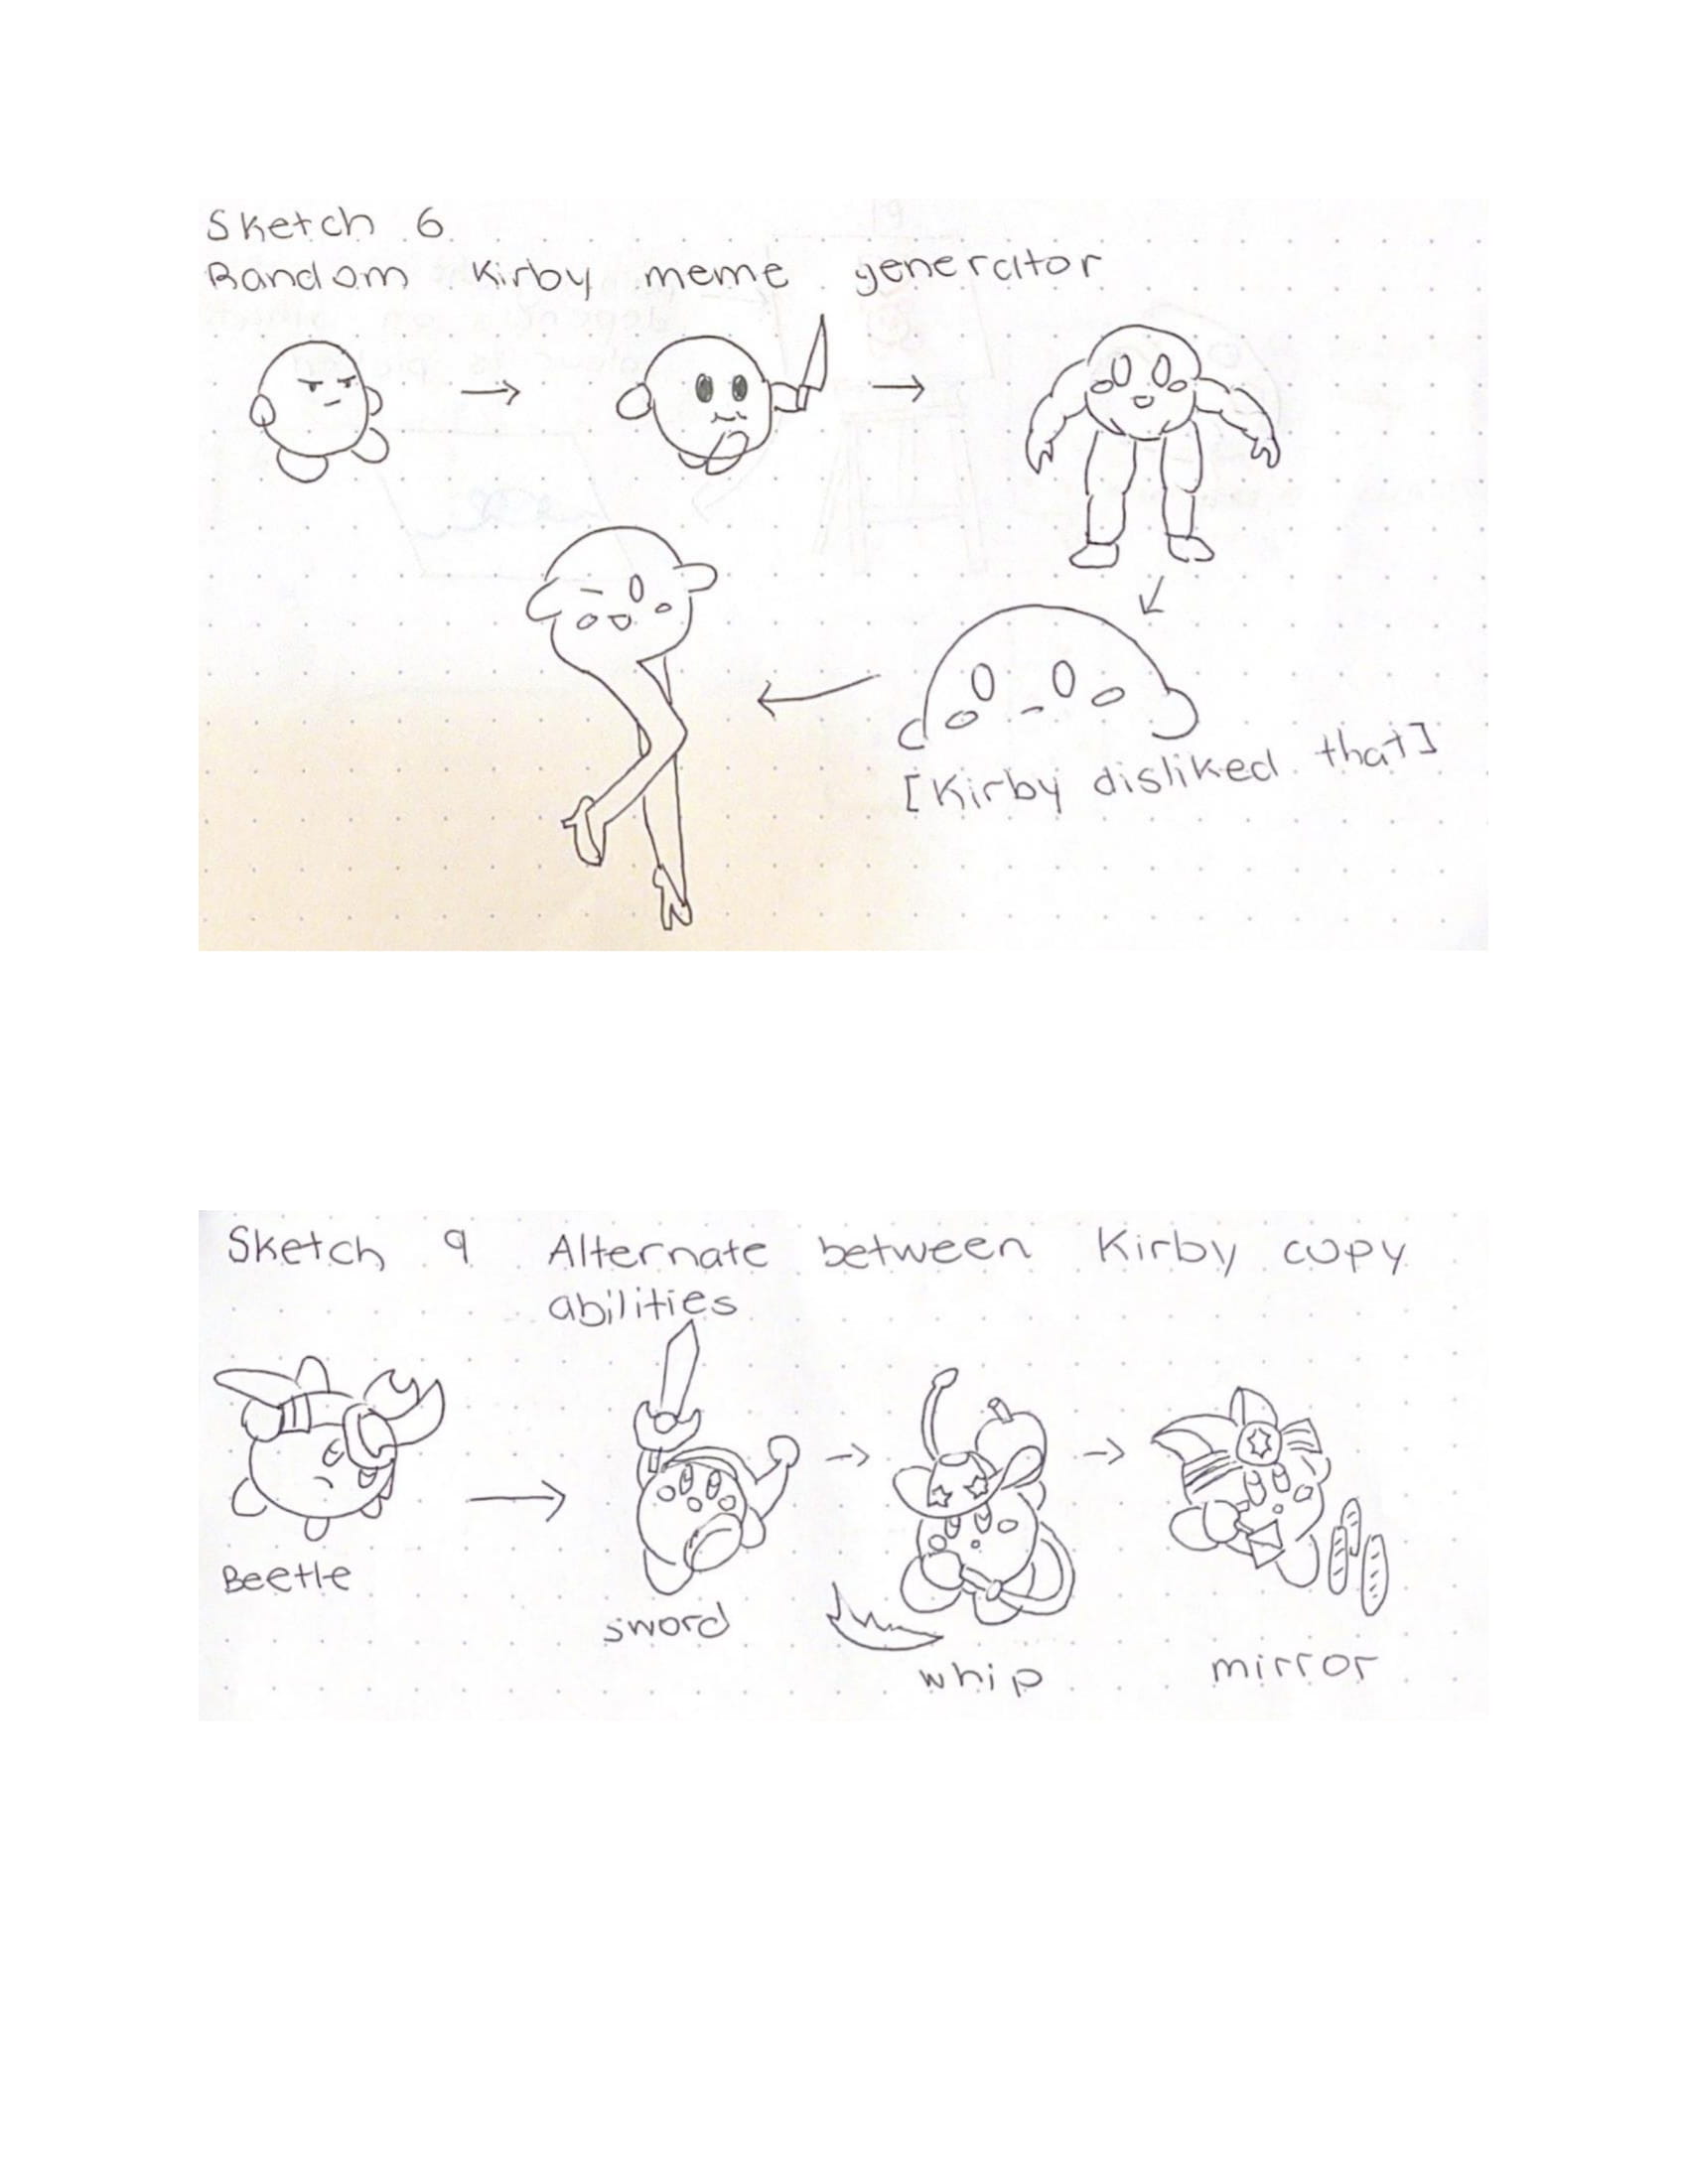 Sketch 6
Random Kirby meme generator
[Kirby disliked that]
Sketch 9 Alternate between Kirby copy
abilities
Beetle
sword
whip
mirror